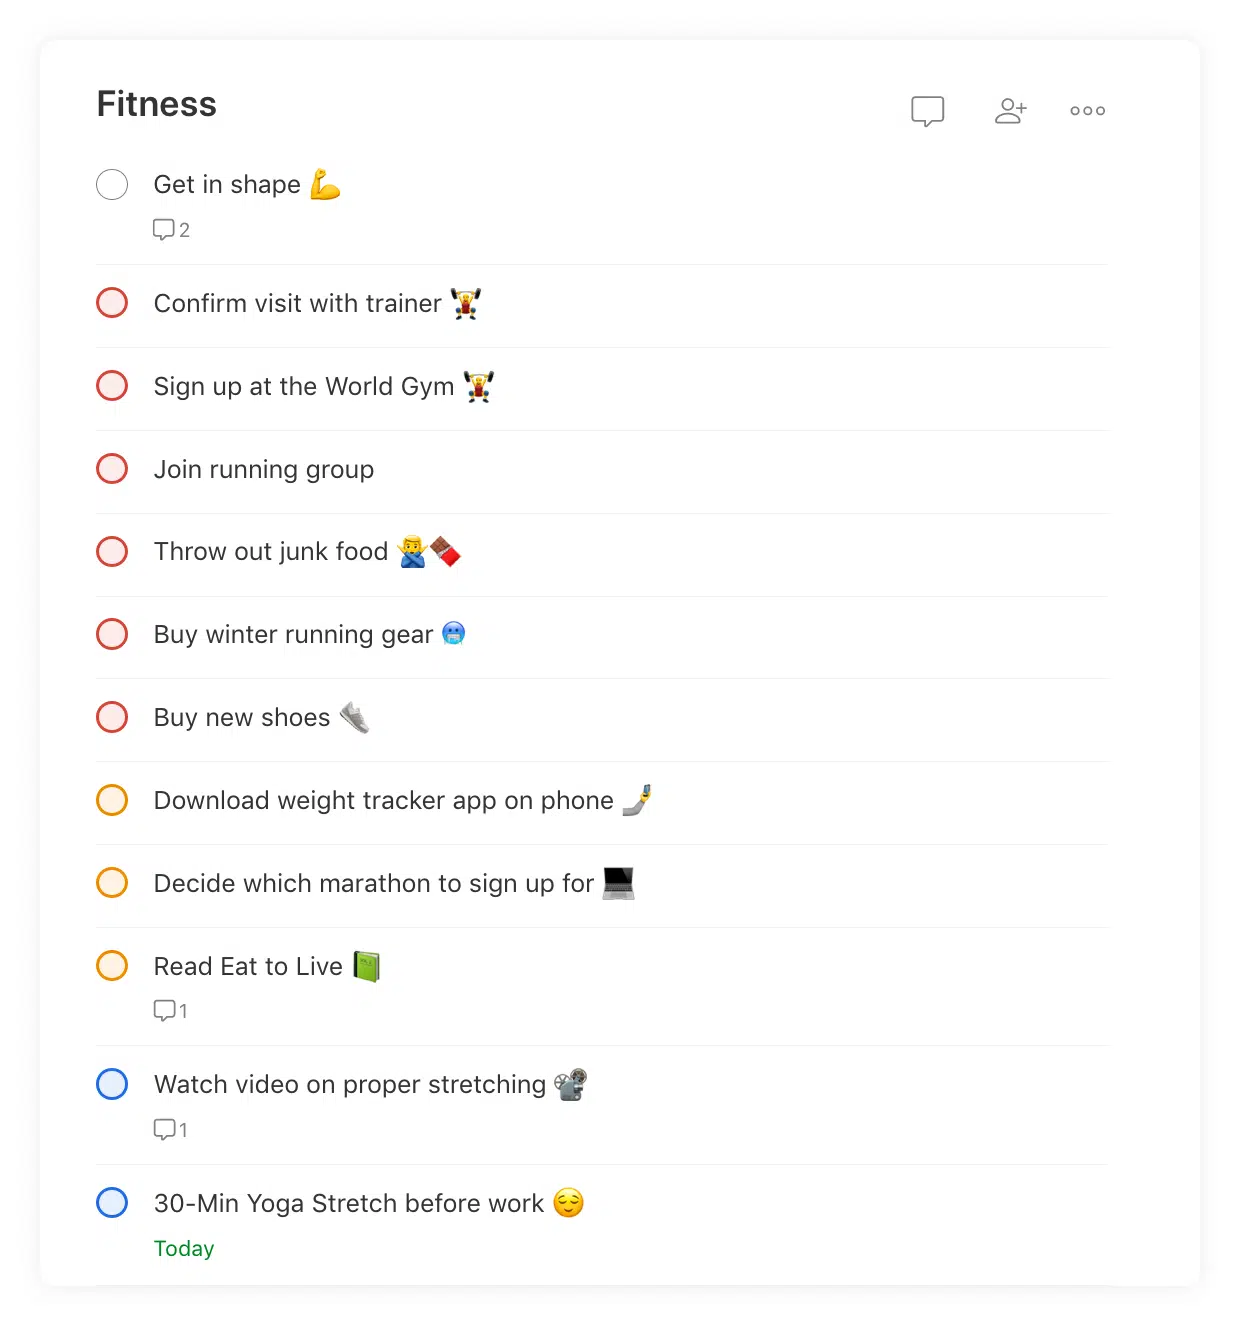 Fitness
Get in shape 💪
2
Confirm visit with trainer 🏋️
Sign up at the World Gym 🏋️
Join running group
Throw out junk food 🙅‍♂️🍫
Buy winter running gear 🥶
Buy new shoes 👟
Download weight tracker app on phone 🤳
Decide which marathon to sign up for 💻
Read Eat to Live 📗
1
Watch video on proper stretching 📽️
1
30-Min Yoga Stretch before work 😌
Today